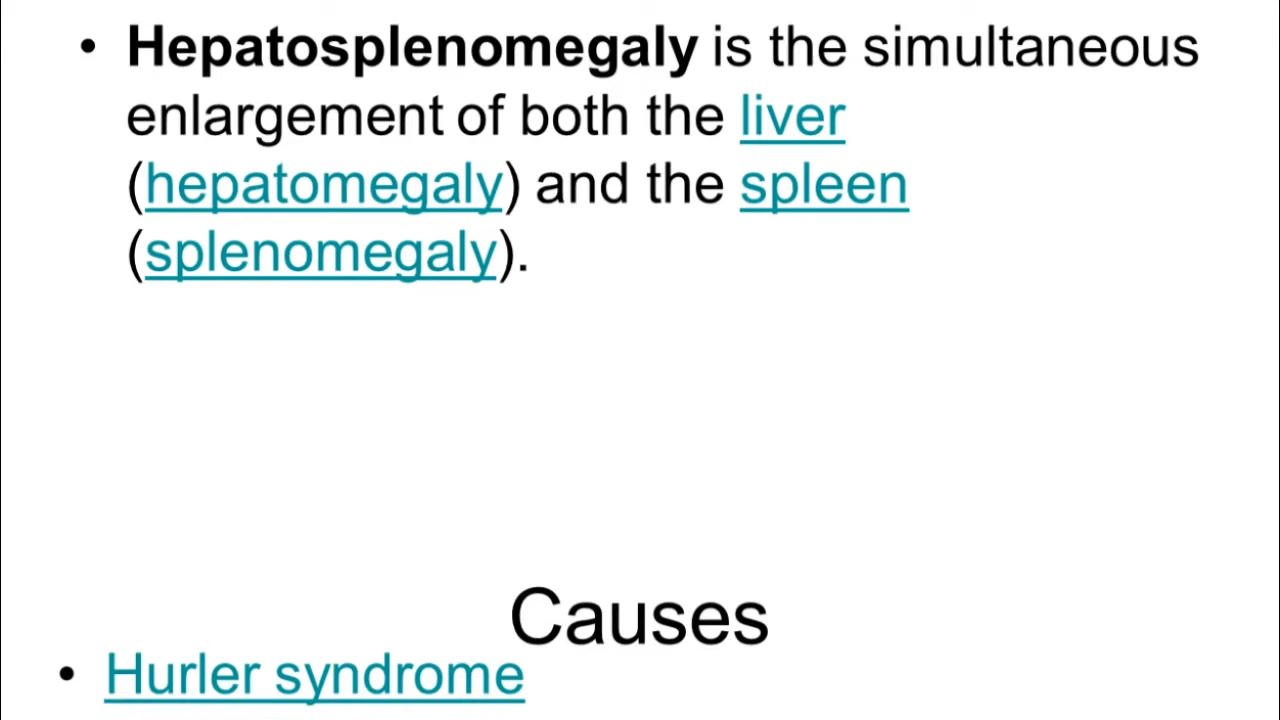 • Hepatosplenomegaly is the simultaneous
enlargement of both the liver
(hepatomegaly) and the spleen
(splenomegaly).
Causes
• Hurler syndrome